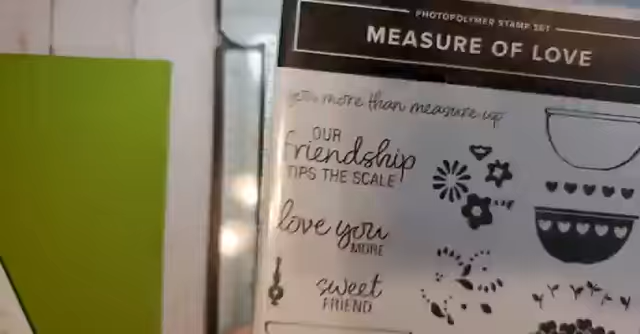 PHOTOPOLYMER STAMP SET
MEASURE OF LOVE
you more than measure up
OUR
friendship
TIPS THE SCALE
love you
MORE
sweet
FRIEND